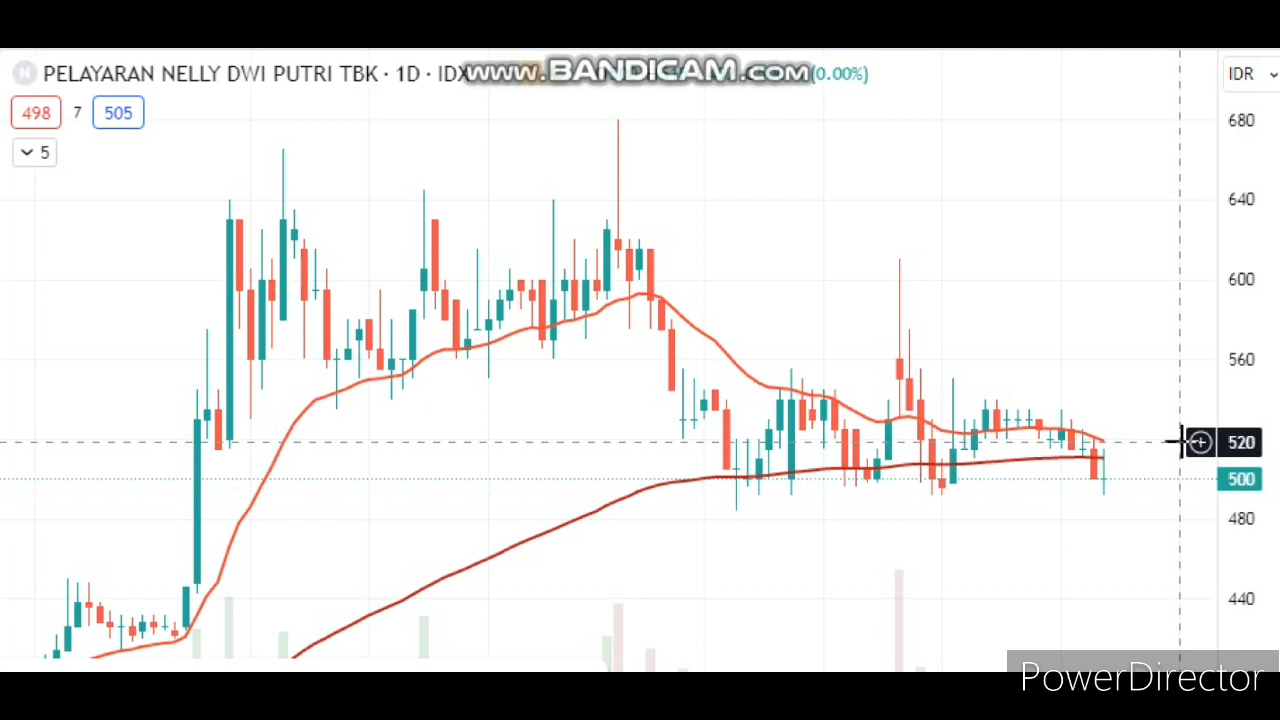 N PELAYARAN NELLY DWI PUTRI TBK · 1D · IDX
www.BANDICAM.com
(0.00%)
IDR
498 7 505
5
680
640
600
560
520
500
480
440
PowerDirector